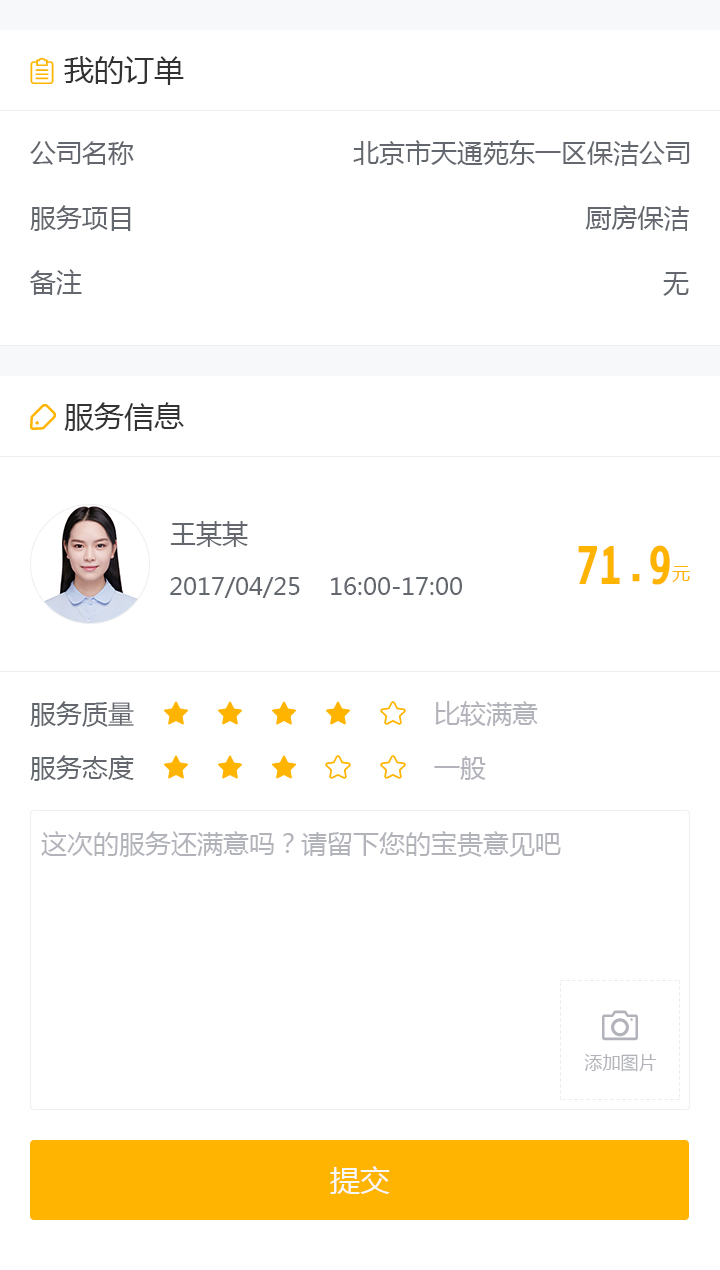 我的订单
公司名称 北京市天通苑东一区保洁公司
服务项目 厨房保洁
备注 无
服务信息
王某某
2017/04/25 16:00-17:00
71.9元
服务质量 比较满意
服务态度 一般
这次的服务还满意吗？请留下您的宝贵意见吧
添加图片
提交